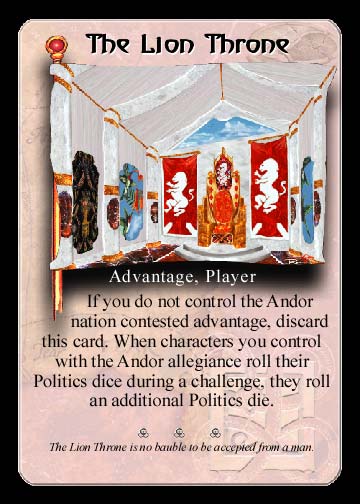 The Lion Throne
Advantage, Player
If you do not control the Andor
nation contested advantage, discard
this card. When characters you control
with the Andor allegiance roll their
Politics dice during a challenge, they roll
an additional Politics die.
The Lion Throne is no bauble to be accepted from a man.